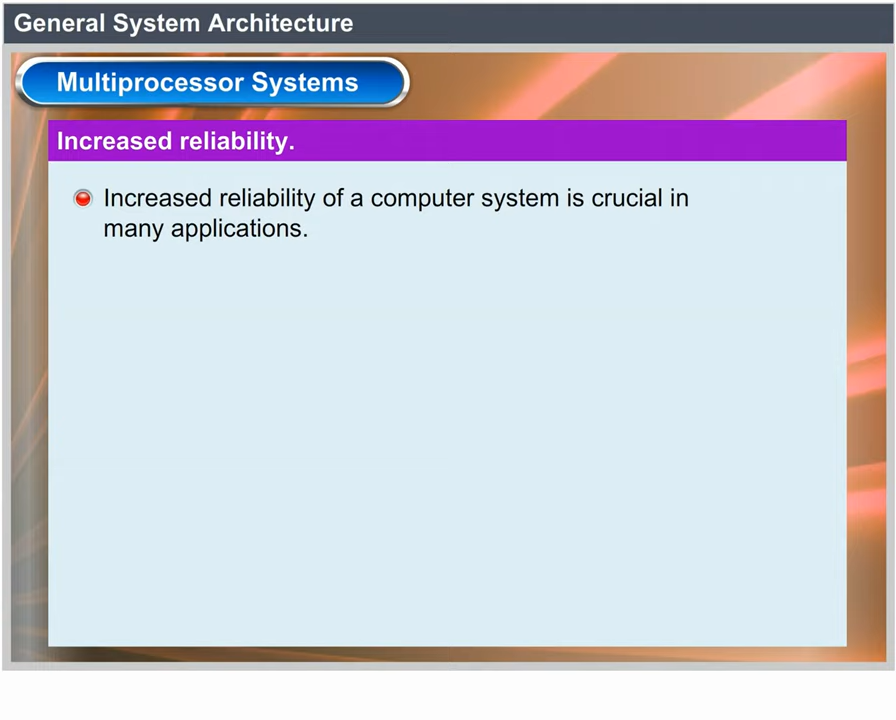 General System Architecture
Multiprocessor Systems
Increased reliability.
Increased reliability of a computer system is crucial in
many applications.